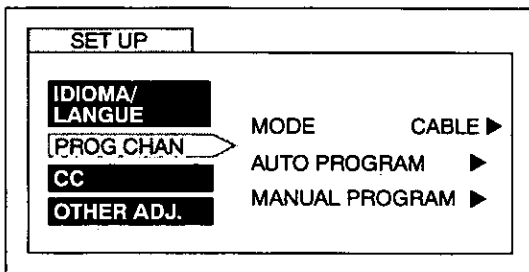 SET UP
IDIOMA/
LANGUE
PROG CHAN
CC
OTHER ADJ.
MODE CABLE ▶
AUTO PROGRAM ▶
MANUAL PROGRAM ▶